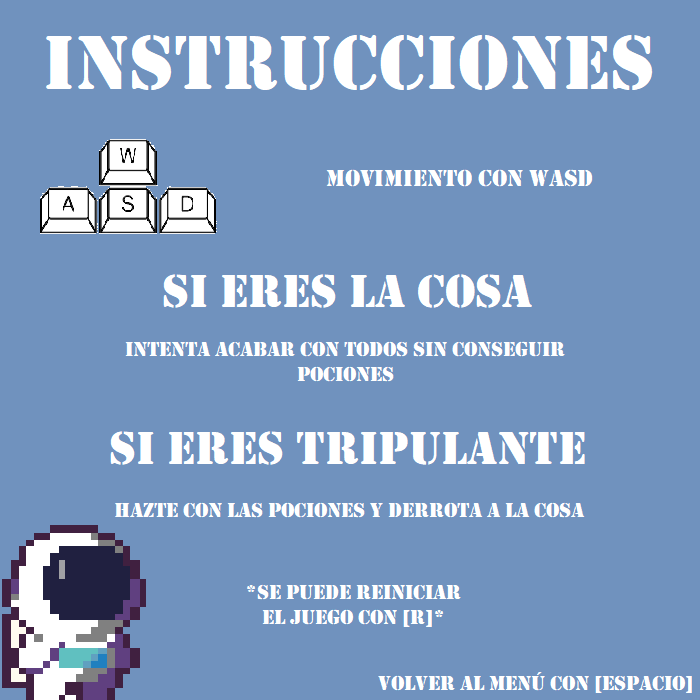 INSTRUCCIONES
W
A S D
MOVIMIENTO CON WASD
SI ERES LA COSA
INTENTA ACABAR CON TODOS SIN CONSEGUIR
POCIONES
SI ERES TRIPULANTE
HAZTE CON LAS POCIONES Y DERROTA A LA COSA
*SE PUEDE REINICIAR
EL JUEGO CON [R]*
VOLVER AL MENÚ CON [ESPACIO]